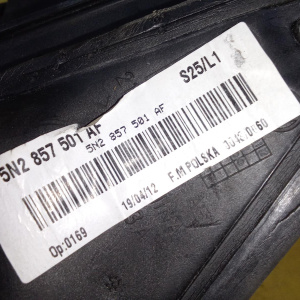 S25/L1
5N2 857 501 AF
5N2 857 501 AF
19/04/12 F.M POLSKA
Op:0169